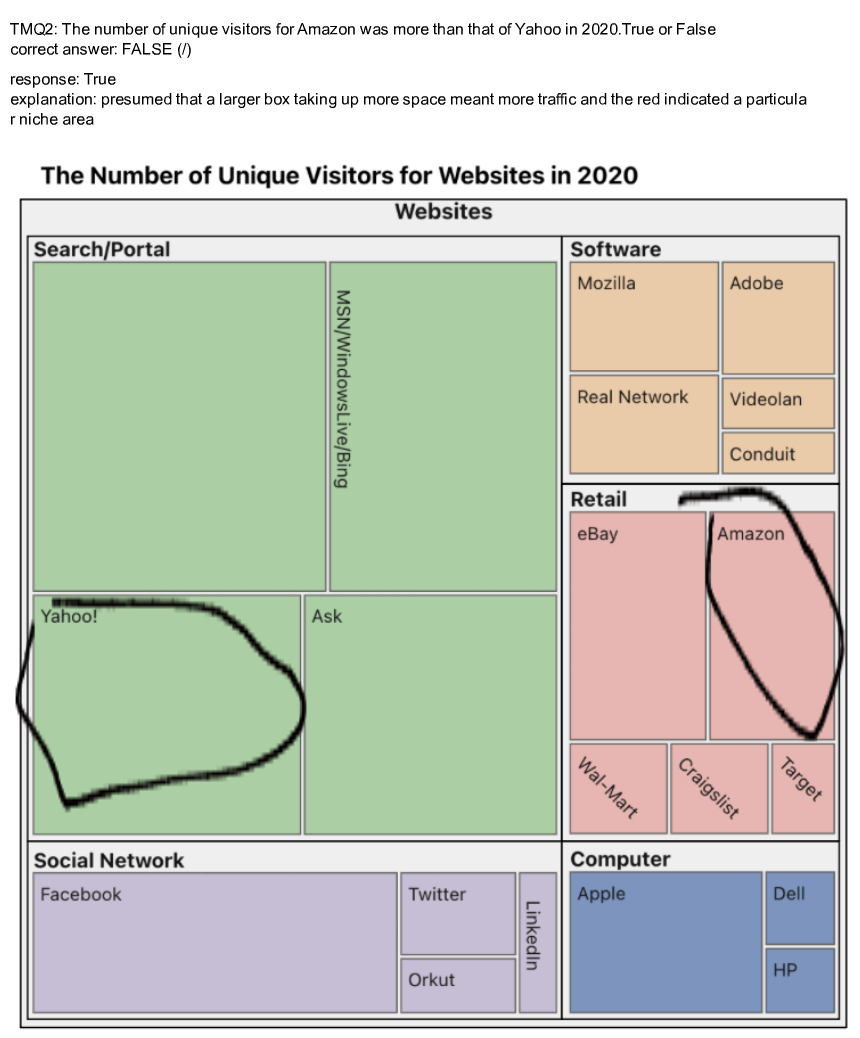 TMQ2: The number of unique visitors for Amazon was more than that of Yahoo in 2020.True or False
correct answer: FALSE (/)
response: True
explanation: presumed that a larger box taking up more space meant more traffic and the red indicated a particula
r niche area
The Number of Unique Visitors for Websites in 2020
Websites
Search/Portal
MSN/WindowsLive/Bing
Yahoo!
Ask
Software
Mozilla
Adobe
Real Network
Videolan
Conduit
Retail
eBay
Amazon
Wal-Mart
Craigslist
Target
Social Network
Facebook
Twitter
LinkedIn
Orkut
Computer
Apple
Dell
HP